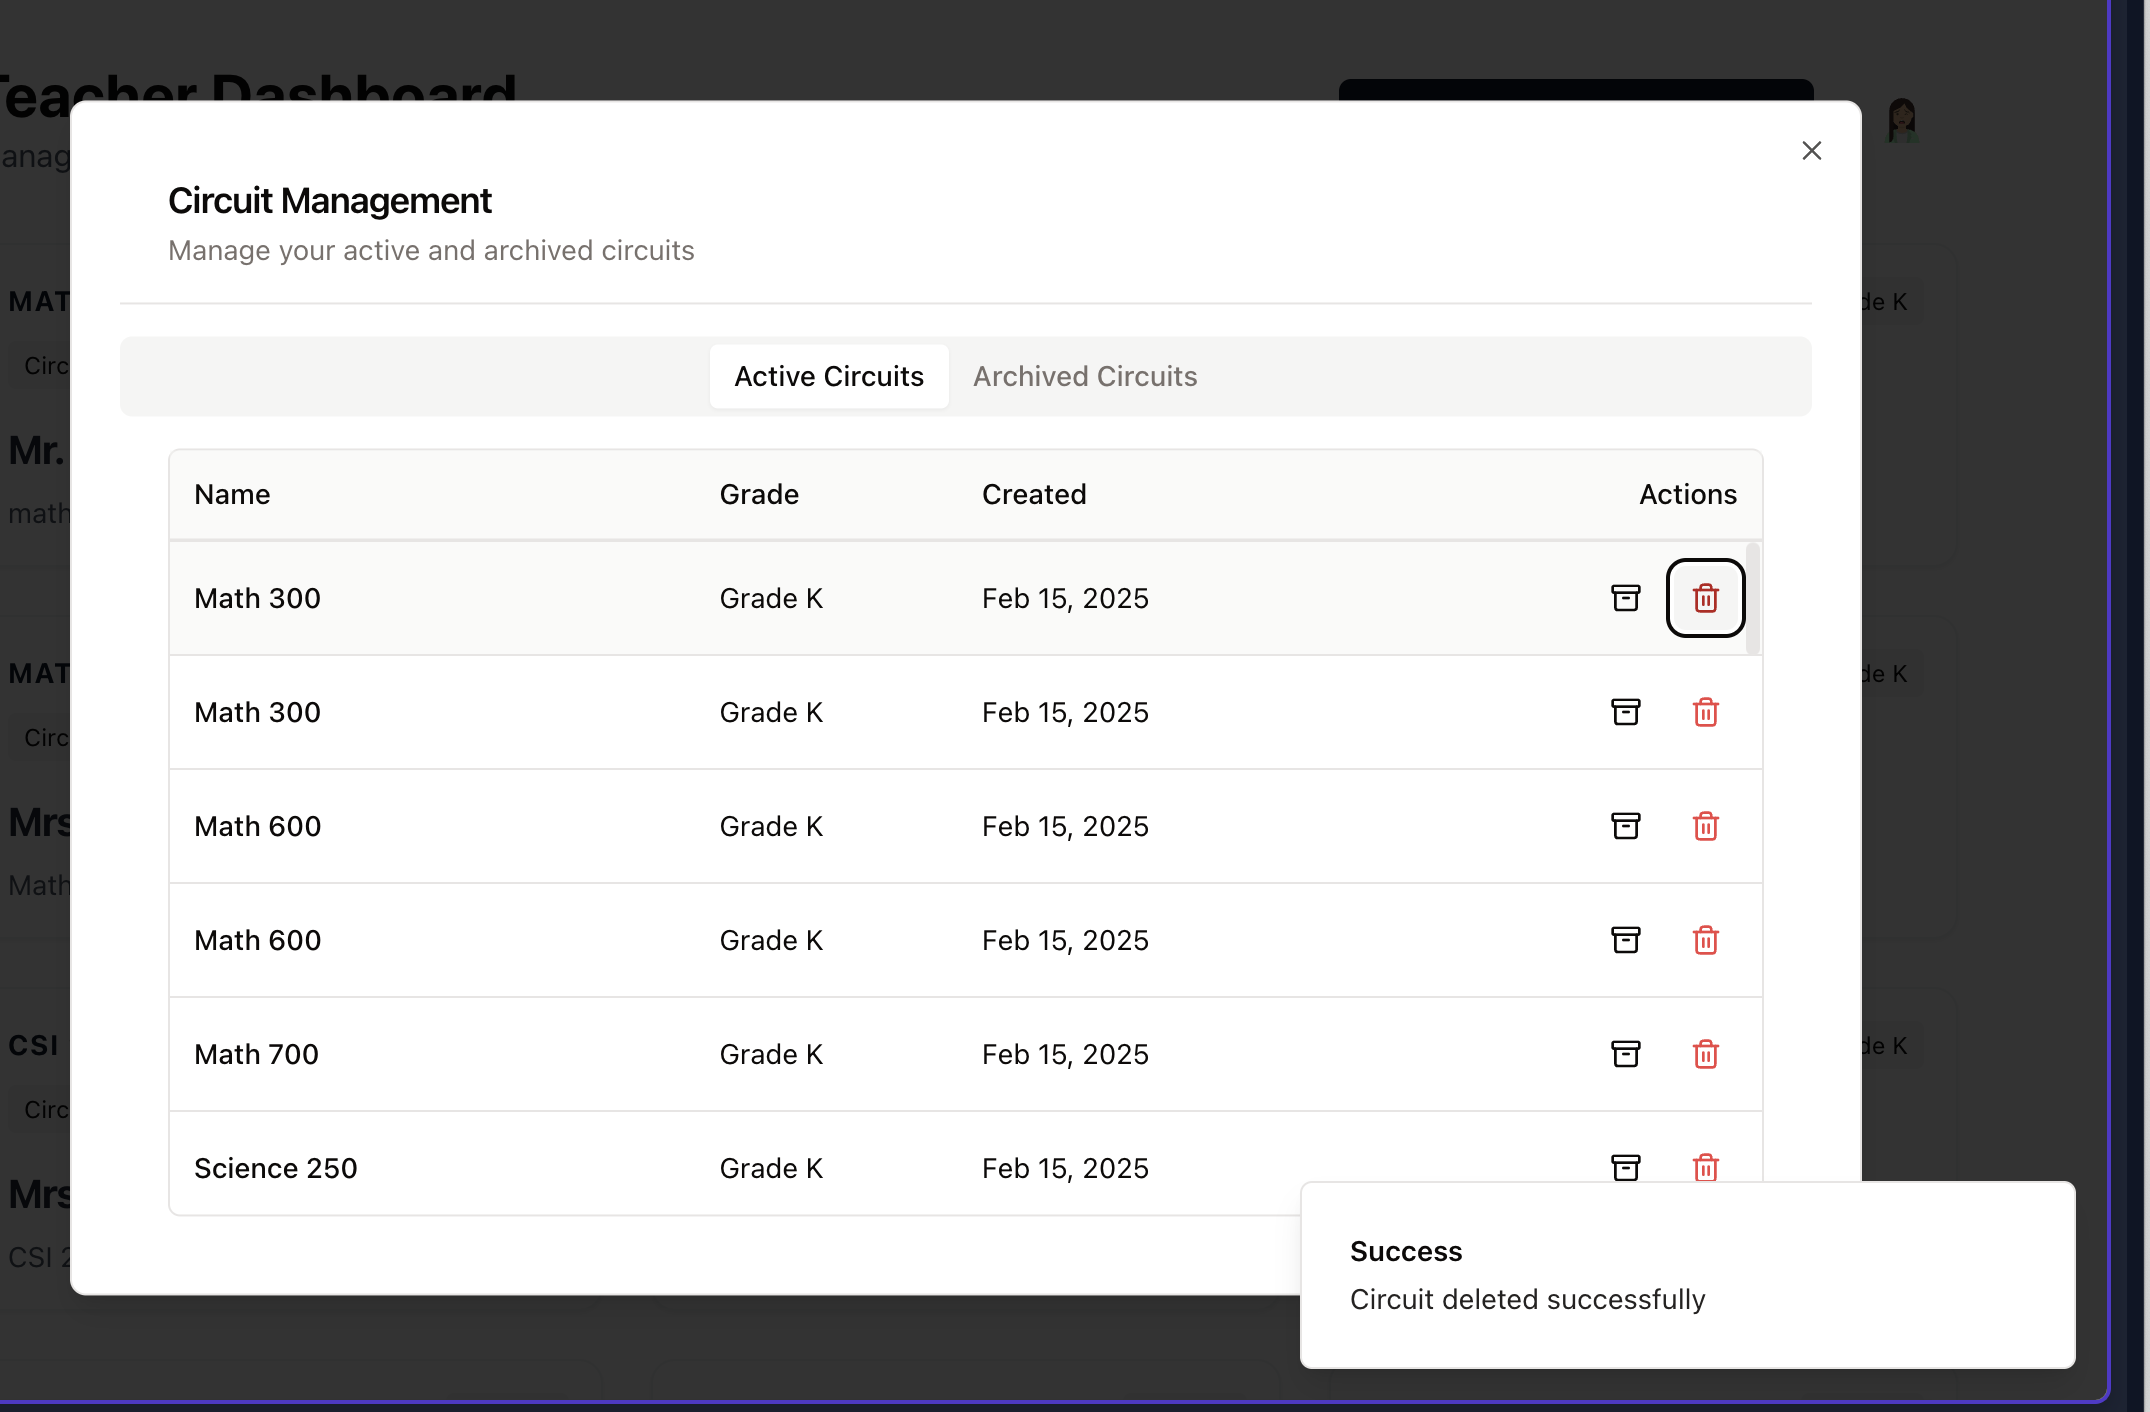 Teacher Dashboard
Circuit Management
Manage your active and archived circuits
Active Circuits
Archived Circuits
Name Grade Created Actions
Math 300 Grade K Feb 15, 2025
Math 300 Grade K Feb 15, 2025
Math 600 Grade K Feb 15, 2025
Math 600 Grade K Feb 15, 2025
Math 700 Grade K Feb 15, 2025
Science 250 Grade K Feb 15, 2025
Success
Circuit deleted successfully
anag
MAT
de K
Circ
Mr.
math
MAT
de K
Circ
Mrs
Math
CSI
de K
Circ
Mrs
CSI 2